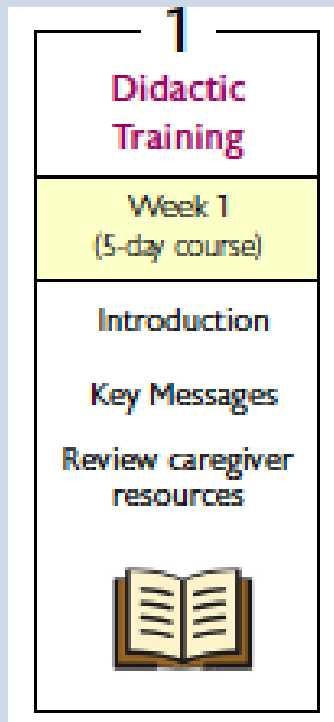 1
Didactic
Training
Week 1
(5-day course)
Introduction
Key Messages
Review caregiver
resources